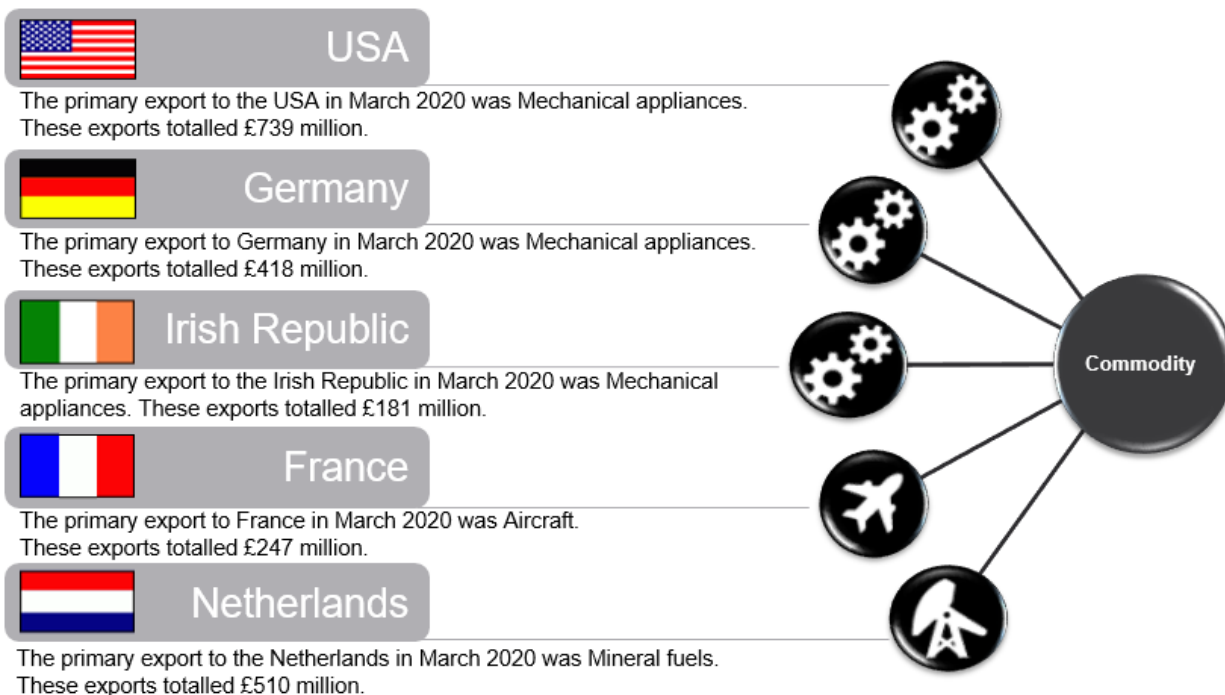 USA
The primary export to the USA in March 2020 was Mechanical appliances.
These exports totalled £739 million.
Germany
The primary export to Germany in March 2020 was Mechanical appliances.
These exports totalled £418 million.
Irish Republic
The primary export to the Irish Republic in March 2020 was Mechanical
appliances. These exports totalled £181 million.
France
The primary export to France in March 2020 was Aircraft.
These exports totalled £247 million.
Netherlands
The primary export to the Netherlands in March 2020 was Mineral fuels.
These exports totalled £510 million.
Commodity